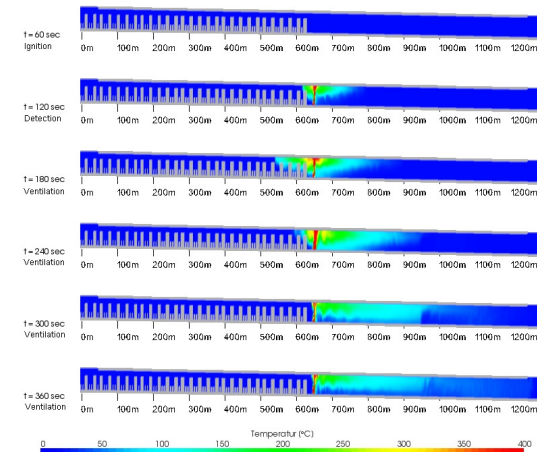 t = 60 sec
Ignition
0m 100m 200m 300m 400m 500m 600m 700m 800m 900m 1000m 1100m 1200m
t = 120 sec
Detection
0m 100m 200m 300m 400m 500m 600m 700m 800m 900m 1000m 1100m 1200m
t = 180 sec
Ventilation
0m 100m 200m 300m 400m 500m 600m 700m 800m 900m 1000m 1100m 1200m
t = 240 sec
Ventilation
0m 100m 200m 300m 400m 500m 600m 700m 800m 900m 1000m 1100m 1200m
t = 300 sec
Ventilation
0m 100m 200m 300m 400m 500m 600m 700m 800m 900m 1000m 1100m 1200m
t = 360 sec
Ventilation
0m 100m 200m 300m 400m 500m 600m 700m 800m 900m 1000m 1100m 1200m
Temperatur (°C)
0 50 100 150 200 250 300 350 400